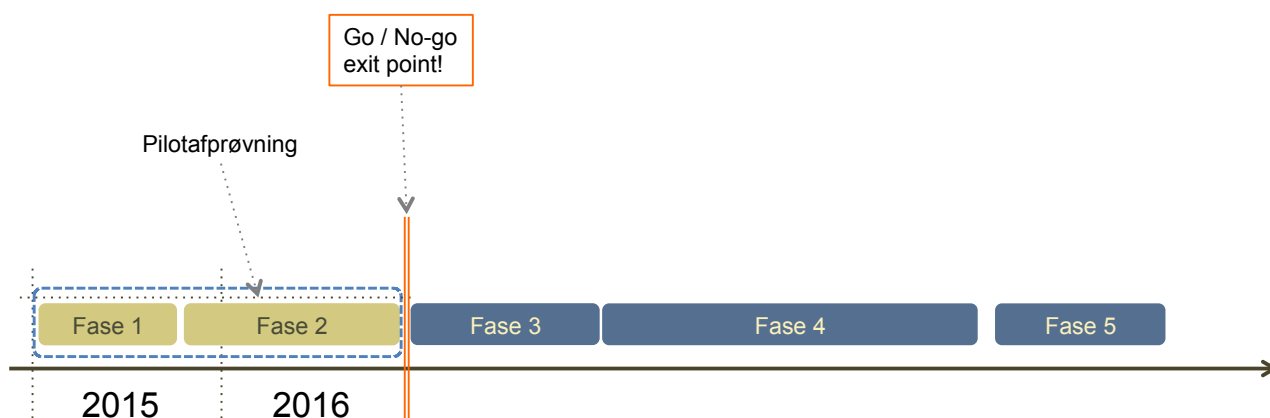 Go / No-go
exit point!
Pilotafprøvning
Fase 1
Fase 2
Fase 3
Fase 4
Fase 5
2015
2016